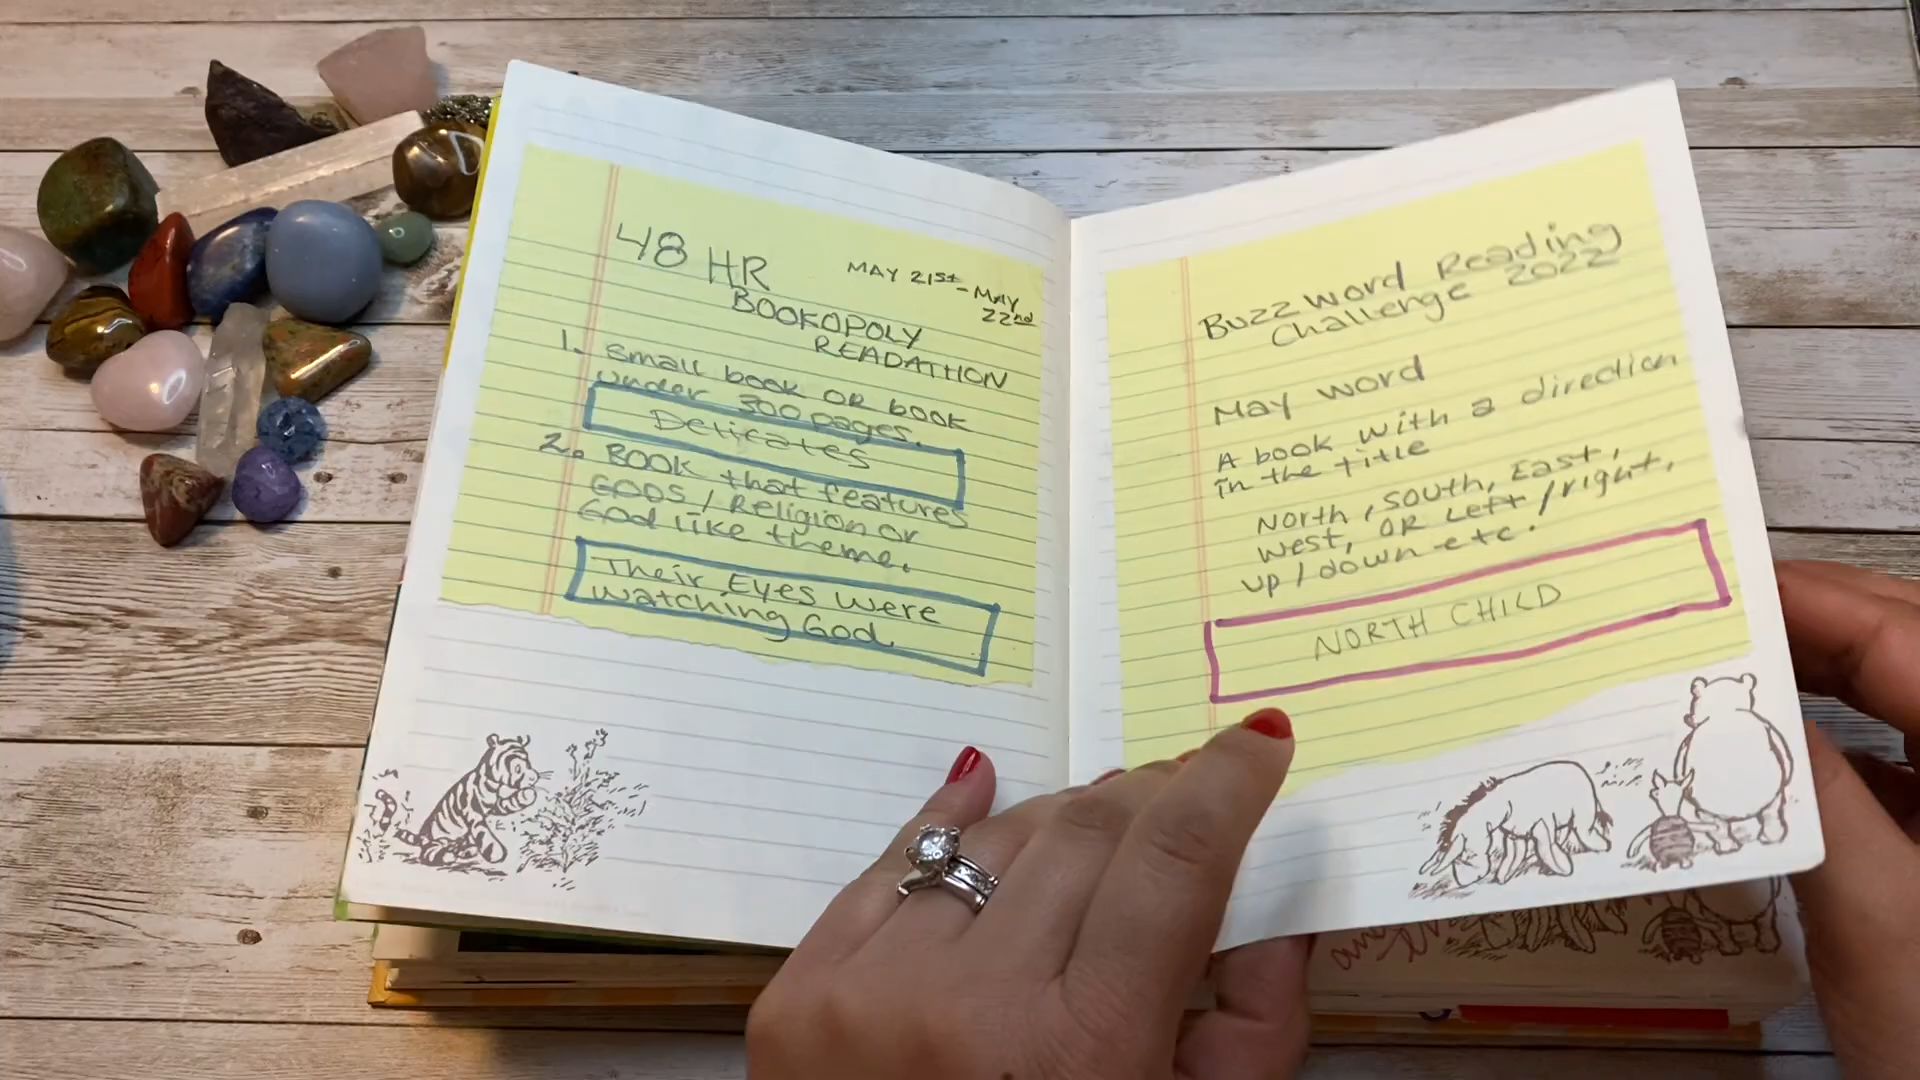 48 HR
BOOKOPOLY
READATHON
MAY 21st - MAY
22nd
1. Small book OR book
under 300 pages.
Delicates
2. BOOK that features
GODS / Religion or
God like theme.
Their Eyes were
watching God.
Buzz word Reading
Challenge 2022
May word
A book with a direction
in the title
North, South, East,
west, OR Left / right,
up / down etc.
NORTH CHILD